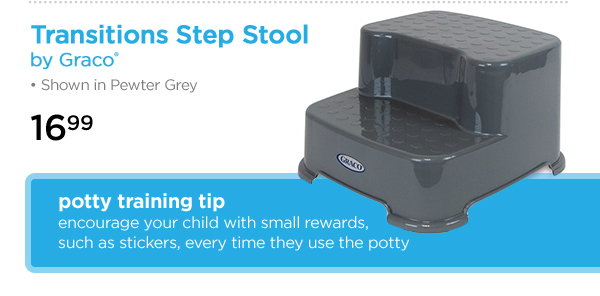 Transitions Step Stool
by Graco®
• Shown in Pewter Grey
16⁹⁹
GRACO
potty training tip
encourage your child with small rewards,
such as stickers, every time they use the potty